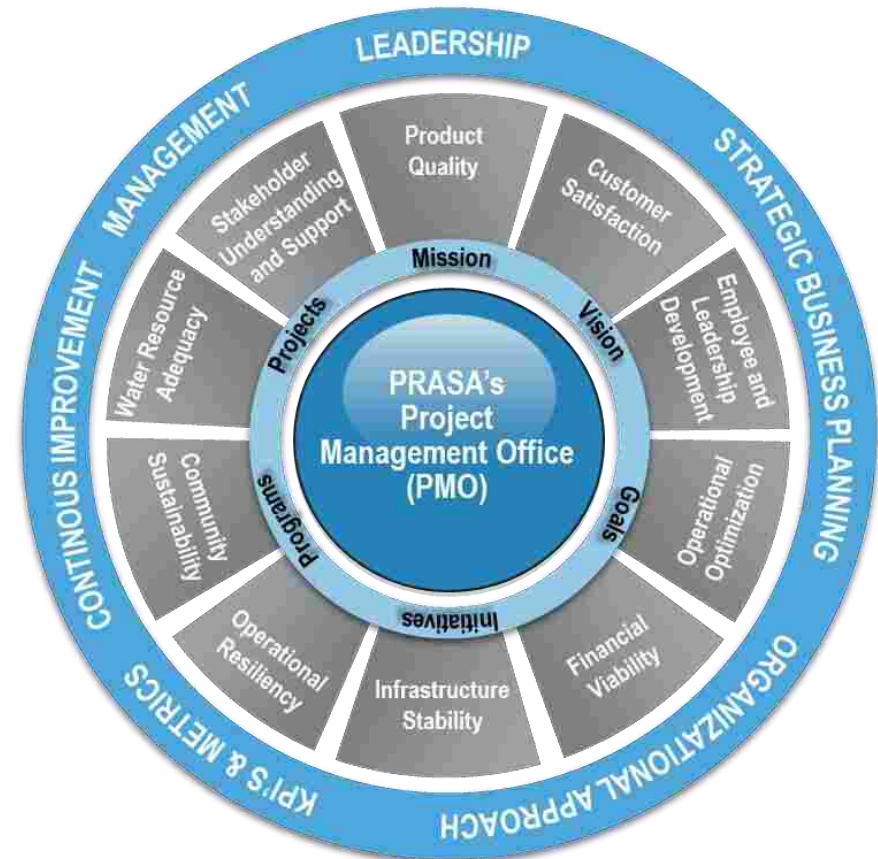 LEADERSHIP
STRATEGIC BUSINESS PLANNING
ORGANIZATIONAL APPROACH
KPI'S & METRICS
CONTINOUS IMPROVEMENT
MANAGEMENT
Product
Quality
Customer
Satisfaction
Employee and
Leadership
Development
Operational
Optimization
Financial
Viability
Infrastructure
Stability
Operational
Resiliency
Community
Sustainability
Water Resource
Adequacy
Stakeholder
Understanding
and Support
Mission
Vision
Goals
Initiatives
Programs
Projects
PRASA's
Project
Management Office
(PMO)